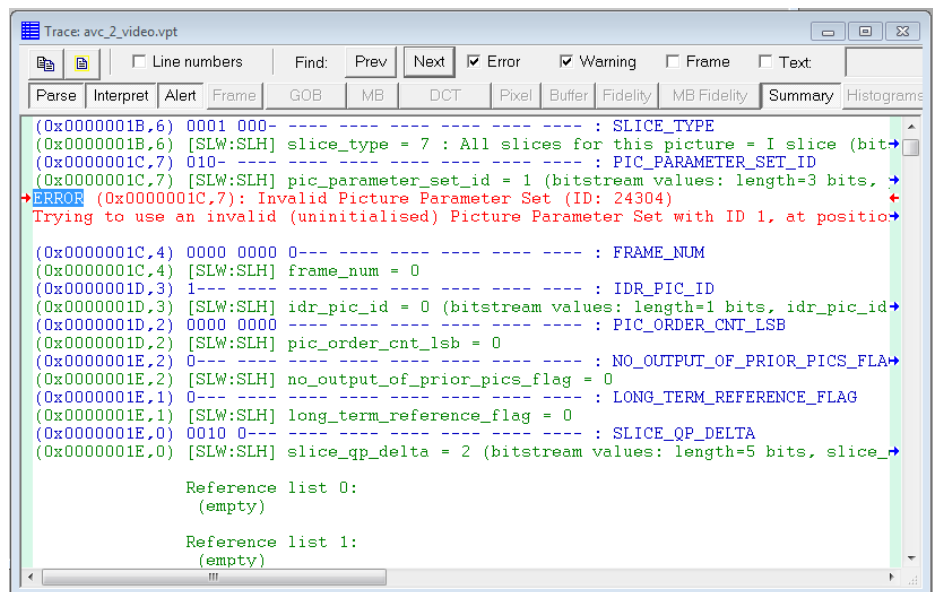 Trace: avc_2_video.vpt
Line numbers Find: Prev Next Error Warning Frame Text:
Parse Interpret Alert Frame GOB MB DCT Pixel Buffer Fidelity MB Fidelity Summary Histograms
(0x0000001B,6) 0001 000- ---- ---- ---- ---- ---- ---- : SLICE_TYPE
(0x0000001B,6) [SLW:SLH] slice_type = 7 : All slices for this picture = I slice (bit
(0x0000001C,7) 010- ---- ---- ---- ---- ---- ---- ---- : PIC_PARAMETER_SET_ID
(0x0000001C,7) [SLW:SLH] pic_parameter_set_id = 1 (bitstream values: length=3 bits,
ERROR (0x0000001C,7): Invalid Picture Parameter Set (ID: 24304)
Trying to use an invalid (uninitialised) Picture Parameter Set with ID 1, at positio
(0x0000001C,4) 0000 0000 0--- ---- ---- ---- ---- ---- : FRAME_NUM
(0x0000001C,4) [SLW:SLH] frame_num = 0
(0x0000001D,3) 1--- ---- ---- ---- ---- ---- ---- ---- : IDR_PIC_ID
(0x0000001D,3) [SLW:SLH] idr_pic_id = 0 (bitstream values: length=1 bits, idr_pic_id
(0x0000001D,2) 0000 0000 ---- ---- ---- ---- ---- ---- : PIC_ORDER_CNT_LSB
(0x0000001D,2) [SLW:SLH] pic_order_cnt_lsb = 0
(0x0000001E,2) 0--- ---- ---- ---- ---- ---- ---- ---- : NO_OUTPUT_OF_PRIOR_PICS_FLA
(0x0000001E,2) [SLW:SLH] no_output_of_prior_pics_flag = 0
(0x0000001E,1) 0--- ---- ---- ---- ---- ---- ---- ---- : LONG_TERM_REFERENCE_FLAG
(0x0000001E,1) [SLW:SLH] long_term_reference_flag = 0
(0x0000001E,0) 0010 0--- ---- ---- ---- ---- ---- ---- : SLICE_QP_DELTA
(0x0000001E,0) [SLW:SLH] slice_qp_delta = 2 (bitstream values: length=5 bits, slice_
Reference list 0:
(empty)
Reference list 1:
(empty)